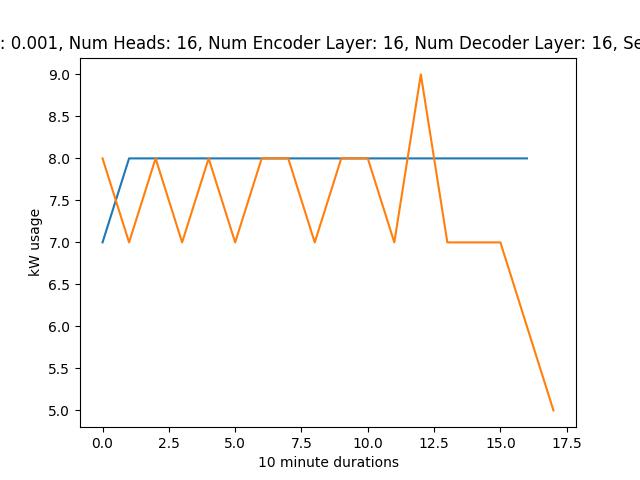 : 0.001, Num Heads: 16, Num Encoder Layer: 16, Num Decoder Layer: 16, Se
9.0
8.5
8.0
7.5
7.0
6.5
6.0
5.5
5.0
kW usage
0.0 2.5 5.0 7.5 10.0 12.5 15.0 17.5
10 minute durations